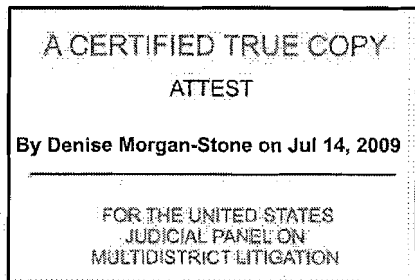 A CERTIFIED TRUE COPY
ATTEST
By Denise Morgan-Stone on Jul 14, 2009
FOR THE UNITED STATES
JUDICIAL PANEL ON
MULTIDISTRICT LITIGATION